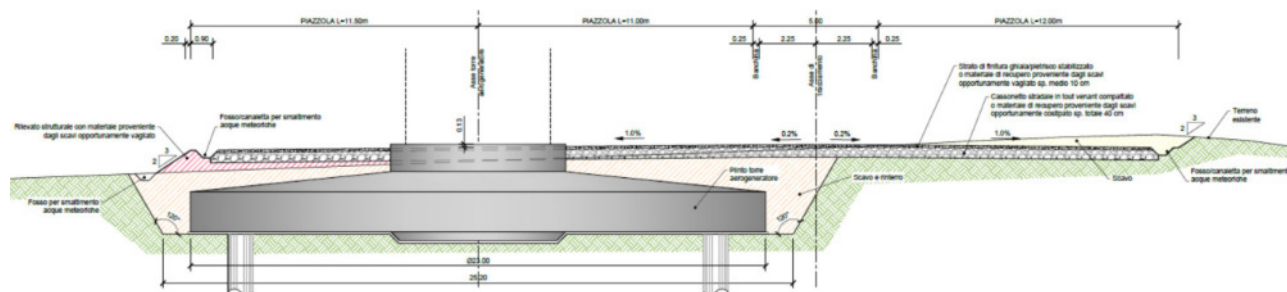 PIAZZOLA L=11.50m
PIAZZOLA L=11.00m
5.00
PIAZZOLA L=12.00m
0.20
0.90
0.25
2.25
2.25
0.25
Asse torre
aerogeneratore
Banchina
Asse di
tracciamento
Banchina
Strato di finitura ghiaia/pietrisco stabilizzato
o materiale di recupero proveniente dagli scavi
opportunamente vagliato sp. medio 10 cm
Cassonetto stradale in tout venant compattato
o materiale di recupero proveniente dagli scavi
opportunamente costipato sp. totale 40 cm
Fosso/canaletta per smaltimento
acque meteoriche
Rilevato strutturale con materiale proveniente
dagli scavi opportunamente vagliato
3
2
0.13
1.0%
0.2%
0.2%
1.0%
3
2
Terreno
esistente
Plinto torre
aerogeneratore
Scavo e rinterro
Scavo
Fosso/canaletta per smaltiment
acque meteoriche
Fosso per smaltimento
acque meteoriche
120°
120°
Ø23.00
25.20